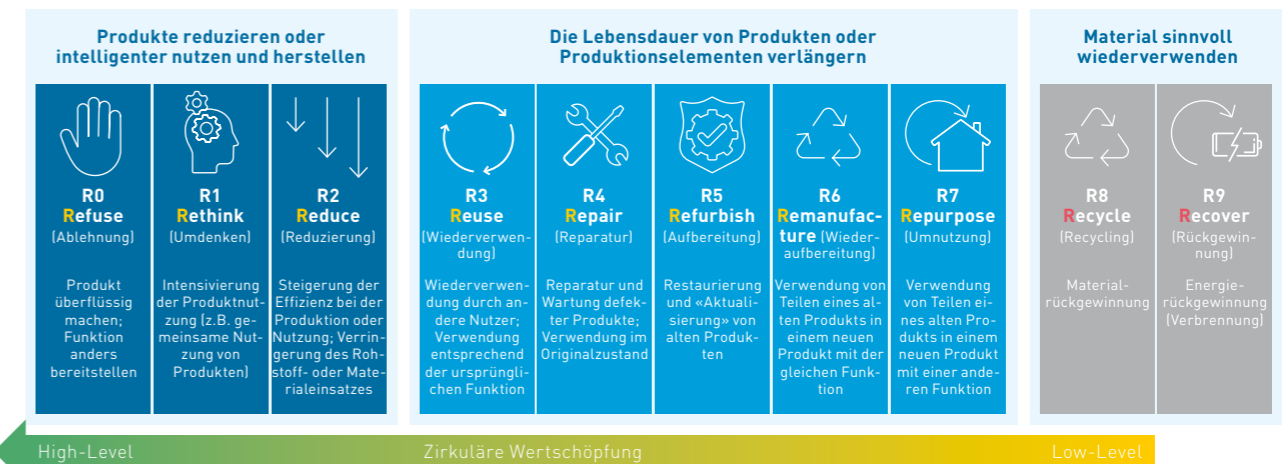 Produkte reduzieren oder
intelligenter nutzen und herstellen
R0
Refuse
(Ablehnung)
Produkt
überflüssig
machen;
Funktion
anders
bereitstellen
R1
Rethink
(Umdenken)
Intensivierung
der Produktnut-
zung (z.B. ge-
meinsame Nut-
zung von
Produkten)
R2
Reduce
(Reduzierung)
Steigerung der
Effizienz bei der
Produktion oder
Nutzung; Verrin-
gerung des Roh-
stoff- oder Mate-
rialeinsatzes
Die Lebensdauer von Produkten oder
Produktionselementen verlängern
R3
Reuse
(Wiederverwen-
dung)
Wiederverwen-
dung durch an-
dere Nutzer;
Verwendung
entsprechend
der ursprüngli-
chen Funktion
R4
Repair
(Reparatur)
Reparatur und
Wartung defek-
ter Produkte;
Verwendung im
Originalzustand
R5
Refurbish
(Aufbereitung)
Restaurierung
und «Aktuali-
sierung» von
alten Produk-
ten
R6
Remanufac-
ture (Wieder-
aufbereitung)
Verwendung von
Teilen eines al-
ten Produkts in
einem neuen
Produkt mit der
gleichen Funk-
tion
R7
Repurpose
(Umnutzung)
Verwendung
von Teilen ei-
nes alten Pro-
dukts in einem
neuen Produkt
mit einer ande-
ren Funktion
Material sinnvoll
wiederverwenden
R8
Recycle
(Recycling)
Material-
rückgewinnung
R9
Recover
(Rückgewin-
nung)
Energie-
rückgewinnung
(Verbrennung)
High-Level
Zirkuläre Wertschöpfung
Low-Level